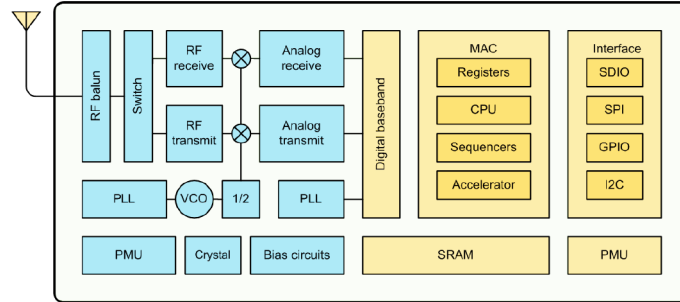 RF balun
Switch
RF
receive
Analog
receive
RF
transmit
Analog
transmit
Digital baseband
PLL
VCO
1/2
PLL
PMU
Crystal
Bias circuits
MAC
Registers
CPU
Sequencers
Accelerator
Interface
SDIO
SPI
GPIO
I2C
SRAM
PMU